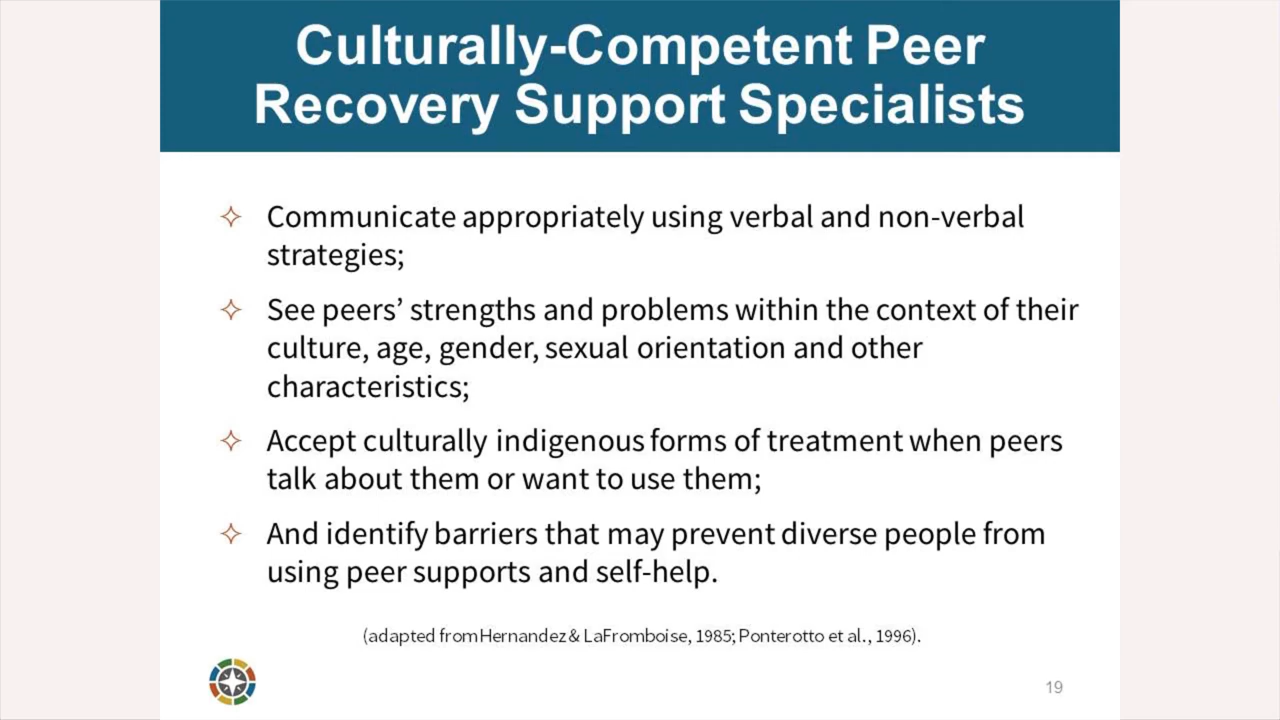 Culturally-Competent Peer
Recovery Support Specialists
Communicate appropriately using verbal and non-verbal
strategies;
See peers’ strengths and problems within the context of their
culture, age, gender, sexual orientation and other
characteristics;
Accept culturally indigenous forms of treatment when peers
talk about them or want to use them;
And identify barriers that may prevent diverse people from
using peer supports and self-help.
(adapted from Hernandez & LaFromboise, 1985; Ponterotto et al., 1996).
19